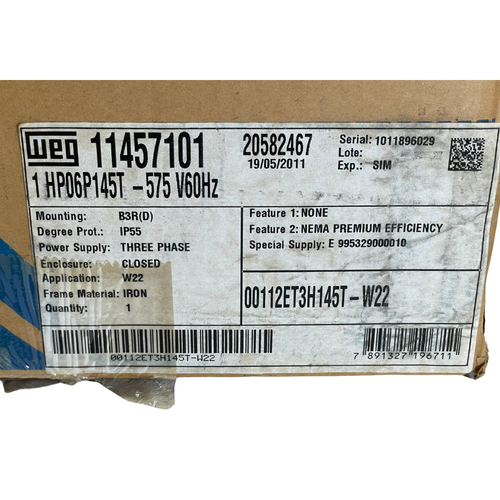 WEG 11457101 20582467 Serial: 1011896029
19/05/2011 Lote:
Exp.: SIM
1 HP06P145T -575 V60Hz
Mounting: B3R(D)
Degree Prot.: IP55
Power Supply: THREE PHASE
Enclosure: CLOSED
Application: W22
Frame Material: IRON
Quantity: 1
Feature 1: NONE
Feature 2: NEMA PREMIUM EFFICIENCY
Special Supply: E 995329000010
00112ET3H145T-W22
00112ET3H145T-W22
7 891327 196711